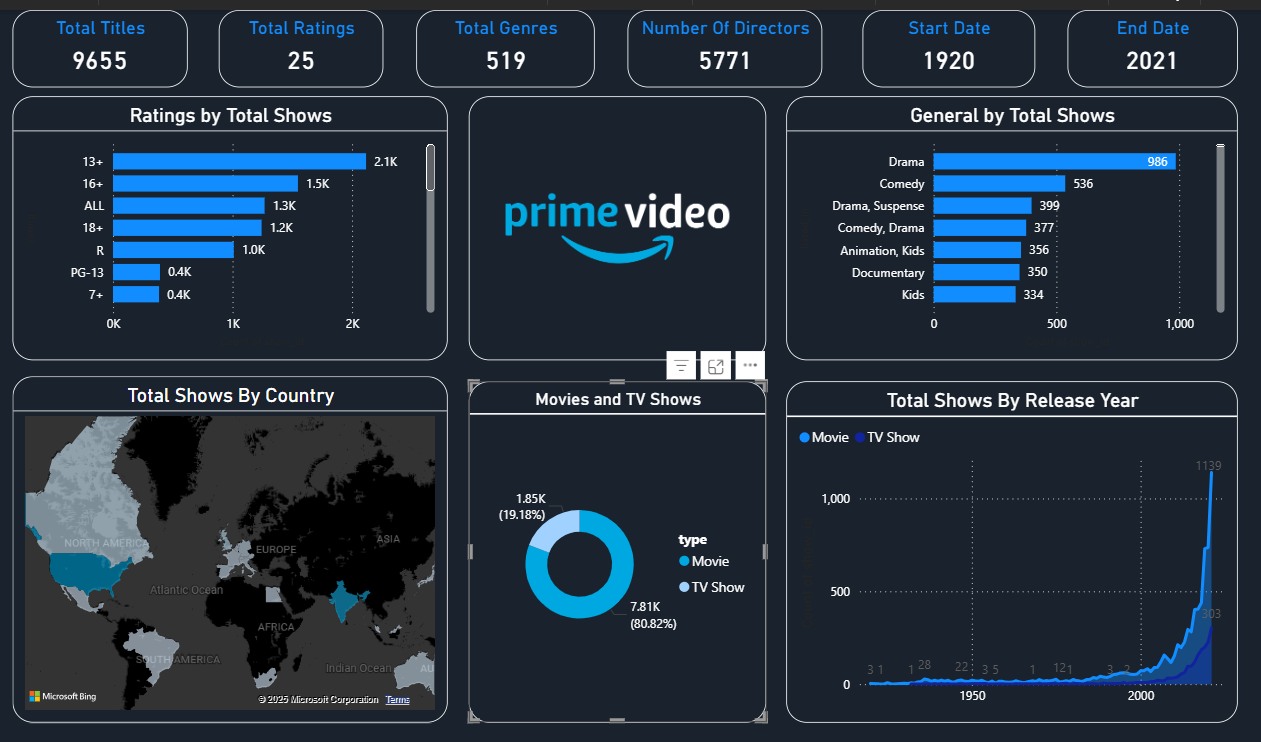 Total Titles
9655
Total Ratings
25
Total Genres
519
Number Of Directors
5771
Start Date
1920
End Date
2021
Ratings by Total Shows
13+ 2.1K
16+ 1.5K
ALL 1.3K
18+ 1.2K
R 1.0K
PG-13 0.4K
7+ 0.4K
0K 1K 2K
prime video
General by Total Shows
Drama 986
Comedy 536
Drama, Suspense 399
Comedy, Drama 377
Animation, Kids 356
Documentary 350
Kids 334
0 500 1,000
Total Shows By Country
NORTH AMERICA
EUROPE
ASIA
Atlantic Ocean
AFRICA
SOUTH AMERICA
Indian Ocean
AU
Microsoft Bing
© 2025 Microsoft Corporation Terms
Movies and TV Shows
1.85K
(19.18%)
type
Movie
TV Show
7.81K
(80.82%)
Total Shows By Release Year
Movie TV Show
1139
1,000
500
303
3 1 1 28 22 3 5 1 12 1 3 2
0
1950 2000